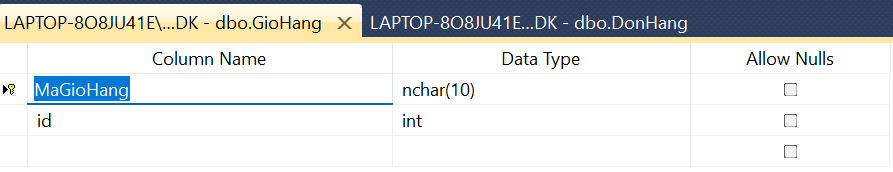 LAPTOP-8O8JU41E\...DK - dbo.GioHang LAPTOP-8O8JU41E...DK - dbo.DonHang
Column Name Data Type Allow Nulls
MaGioHang nchar(10)
id int